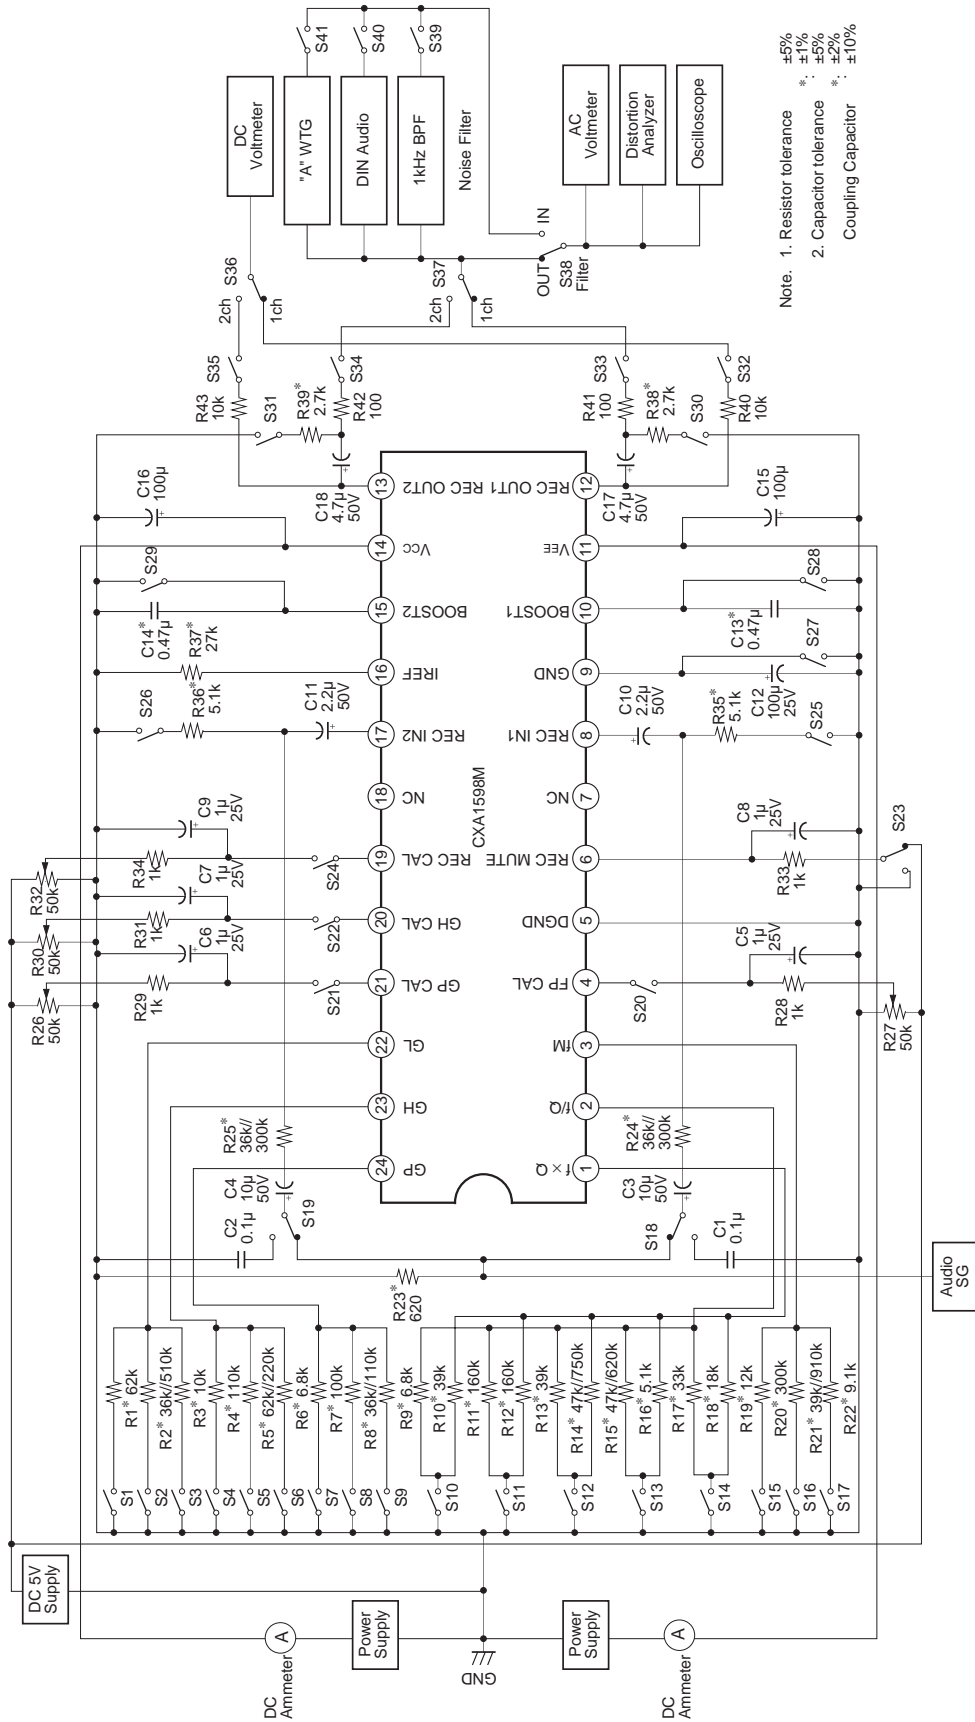 DC 5V
Supply
DC
Ammeter
A
Power
Supply
GND
Power
Supply
A
DC
Ammeter
S1
S2
S3
S4
S5
S6
S7
S8
S9
S10
S11
S12
S13
S14
S15
S16
S17
R1* 62k
R2* 36k//510k
R3* 10k
R4* 110k
R5* 62k//220k
R6* 6.8k
R7* 100k
R8* 36k//110k
R9* 6.8k
R10* 39k
R11* 160k
R12* 160k
R13* 39k
R14* 47k//750k
R15* 47k//620k
R16* 5.1k
R17* 33k
R18* 18k
R19* 12k
R20* 300k
R21* 39k//910k
R22* 9.1k
Audio
SG
R23*
620
C2
0.1µ
S19
C4
10µ
50V
R25*
36k//
300k
S18
C1
0.1µ
C3
10µ
50V
R24*
36k//
300k
R26
50k
R29
1k
C6
1µ
25V
S21
R30
50k
R31
1k
C7
1µ
25V
S22
R32
50k
R34
1k
C9
1µ
25V
S24
S26
R36*
5.1k
C11
2.2µ
50V
R37*
27k
C14*
0.47µ
S29
C16
100µ
24
23
22
21
20
19
18
17
16
15
14
13
GP
GH
GL
GP CAL
GH CAL
REC CAL
NC
REC IN2
IREF
BOOST2
VCC
REC OUT2
CXA1598M
f × Q
f/Q
fM
FP CAL
DGND
REC MUTE
NC
REC IN1
GND
BOOST1
VEE
REC OUT1
1
2
3
4
5
6
7
8
9
10
11
12
S20
R28
1k
C5
1µ
25V
R27
50k
R33
1k
C8
1µ
25V
S23
C10
2.2µ
50V
R35*
5.1k
S25
C12
100µ
25V
S27
C13*
0.47µ
S28
C15
100µ
C18
4.7µ
50V
R43
10k
S35
S31
R39*
2.7k
R42
100
S34
C17
4.7µ
50V
R41
100
S33
R38*
2.7k
S30
R40
10k
S32
2ch
S36
1ch
2ch
S37
1ch
DC
Voltmeter
"A" WTG
DIN Audio
1kHz BPF
Noise Filter
S41
S40
S39
OUT
IN
S38
Filter
AC
Voltmeter
Distortion
Analyzer
Oscilloscope
Note. 1. Resistor tolerance ±5%
*: ±1%
2. Capacitor tolerance ±5%
*: ±2%
Coupling Capacitor ±10%